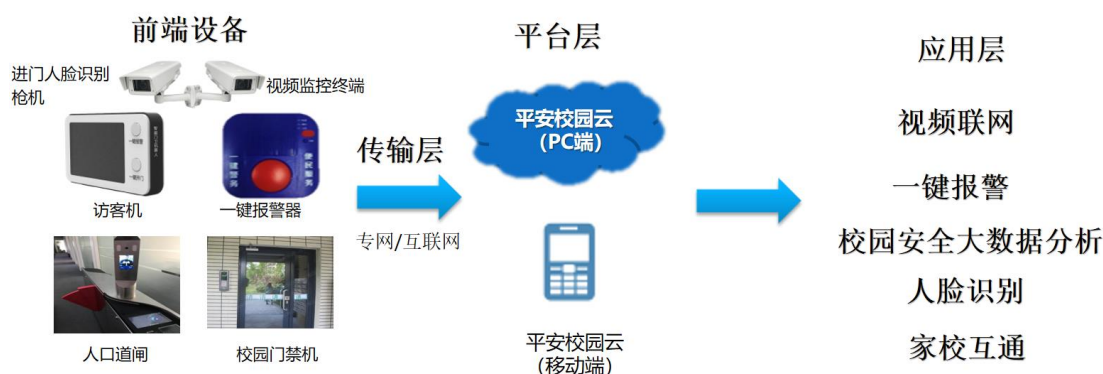 前端设备
进门人脸识别
枪机
视频监控终端
访客机
一键报警器
人口道闸
校园门禁机
传输层
专网/互联网
平台层
平安校园云
（PC端）
平安校园云
（移动端）
应用层
视频联网
一键报警
校园安全大数据分析
人脸识别
家校互通